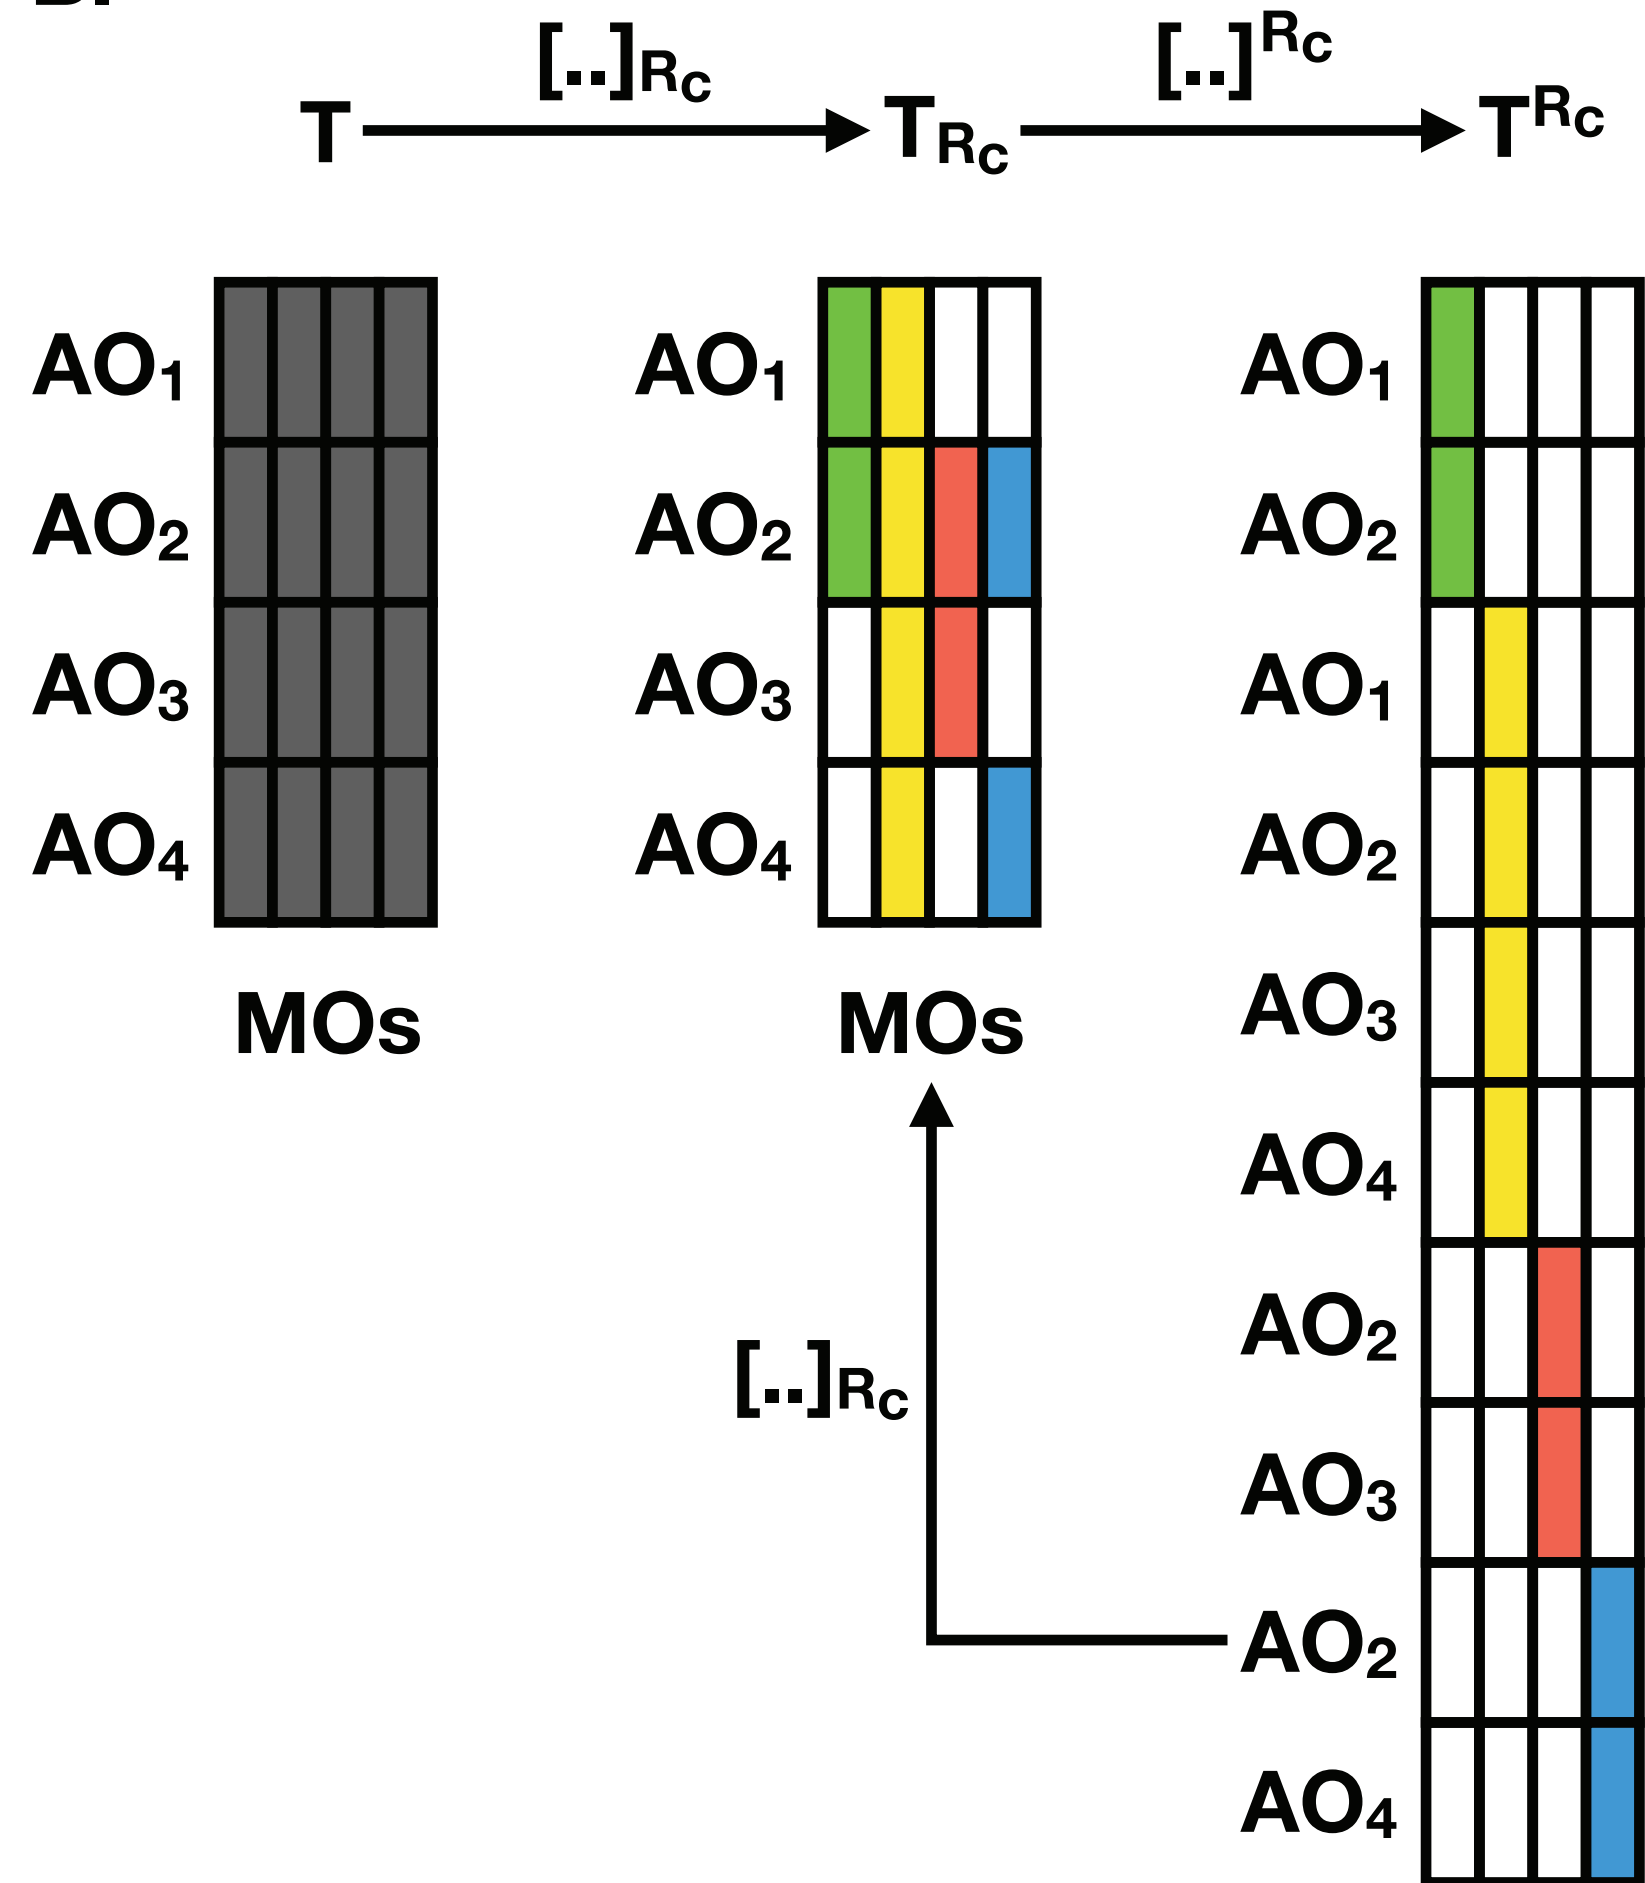 [..]Rc [..]Rc
T TRc TRc
AO1 AO1 AO1
AO2 AO2 AO2
AO3 AO3 AO1
AO4 AO4 AO2
MOs MOs AO3
AO4
AO2
[..]Rc
AO3
AO2
AO4